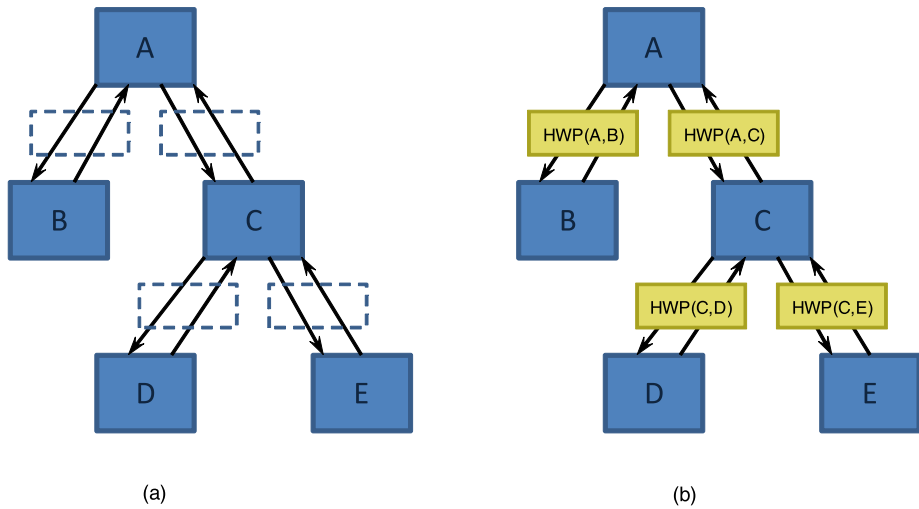 A
B
C
D
E
(a)
A
HWP(A,B)
HWP(A,C)
B
C
HWP(C,D)
HWP(C,E)
D
E
(b)